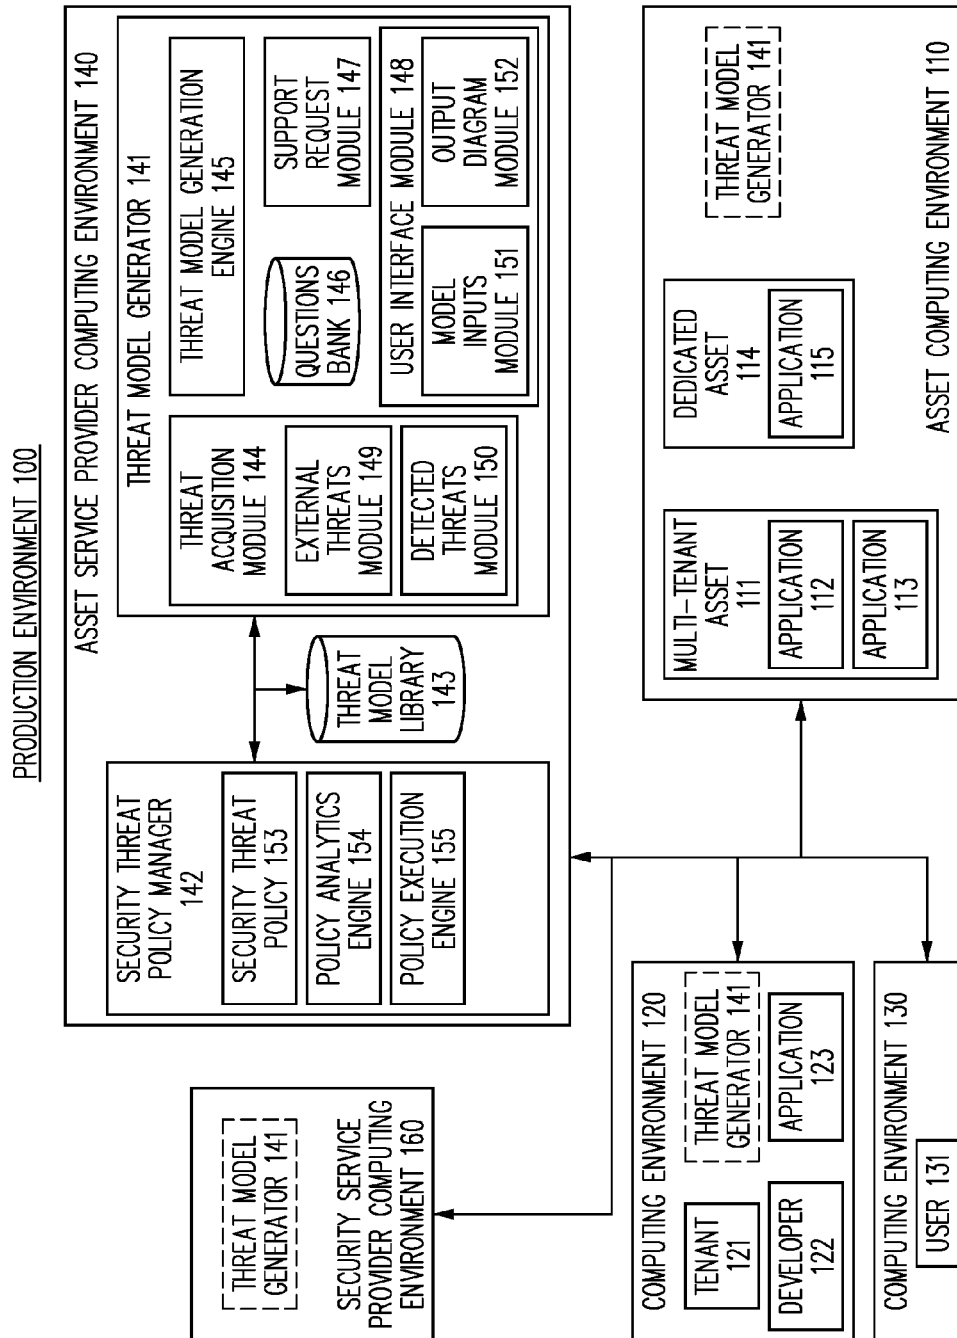 PRODUCTION ENVIRONMENT 100
ASSET SERVICE PROVIDER COMPUTING ENVIRONMENT 140
SECURITY THREAT
POLICY MANAGER
142
SECURITY THREAT
POLICY 153
POLICY ANALYTICS
ENGINE 154
POLICY EXECUTION
ENGINE 155
THREAT
MODEL
LIBRARY
143
THREAT MODEL GENERATOR 141
THREAT
ACQUISITION
MODULE 144
EXTERNAL
THREATS
MODULE 149
DETECTED
THREATS
MODULE 150
THREAT MODEL GENERATION
ENGINE 145
QUESTIONS
BANK 146
SUPPORT
REQUEST
MODULE 147
USER INTERFACE MODULE 148
MODEL
INPUTS
MODULE 151
OUTPUT
DIAGRAM
MODULE 152
THREAT MODEL
GENERATOR 141
SECURITY SERVICE
PROVIDER COMPUTING
ENVIRONMENT 160
COMPUTING ENVIRONMENT 120
TENANT
121
THREAT MODEL
GENERATOR 141
DEVELOPER
122
APPLICATION
123
COMPUTING ENVIRONMENT 130
USER 131
MULTI-TENANT
ASSET
111
APPLICATION
112
APPLICATION
113
DEDICATED
ASSET
114
APPLICATION
115
THREAT MODEL
GENERATOR 141
ASSET COMPUTING ENVIRONMENT 110